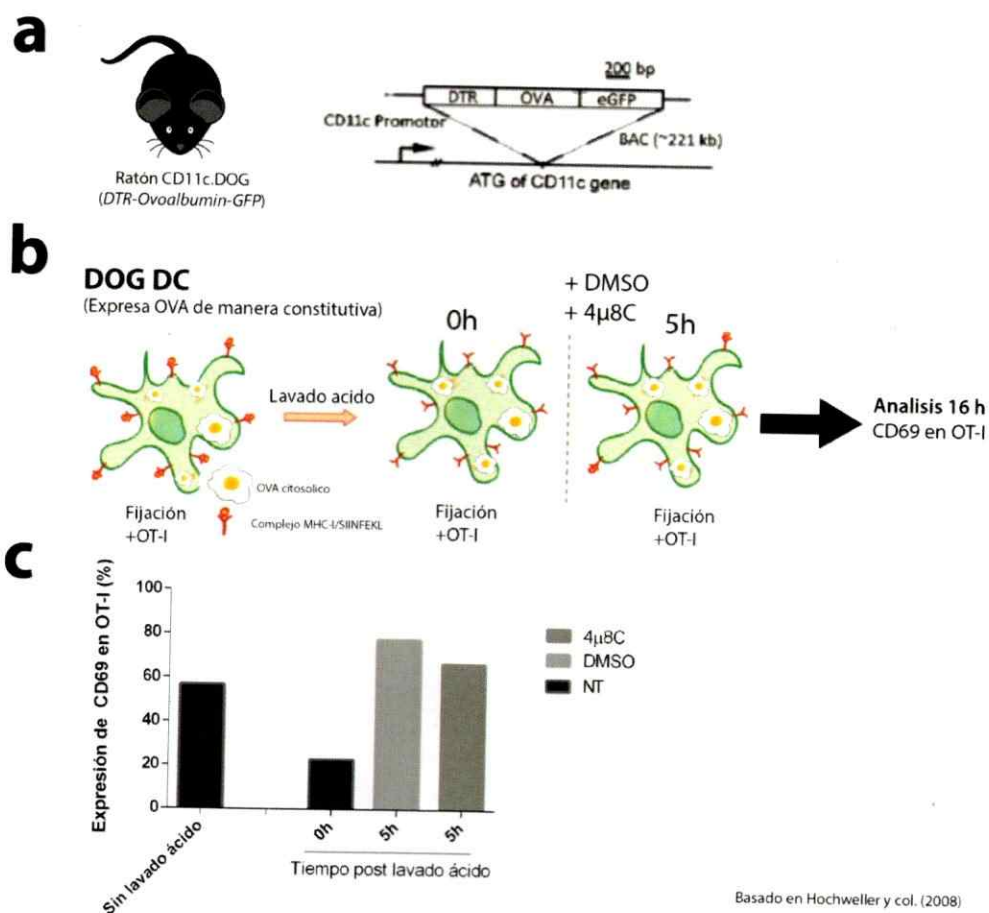 a
Ratón CD11c.DOG
(DTR-Ovoalbumin-GFP)
200 bp
DTR
OVA
eGFP
CD11c Promotor
BAC (~221 kb)
ATG of CD11c gene
b
DOG DC
(Expresa OVA de manera constitutiva)
+ DMSO
+ 4µ8C
0h
5h
Lavado acido
Analisis 16 h
CD69 en OT-I
OVA citosolico
Complejo MHC-I/SIINFEKL
Fijación
+OT-I
Fijación
+OT-I
Fijación
+OT-I
c
Expresión de CD69 en OT-I (%)
100
80
60
40
20
0
4µ8C
DMSO
NT
Sin lavado ácido
0h
5h
5h
Tiempo post lavado ácido
Basado en Hochweller y col. (2008)